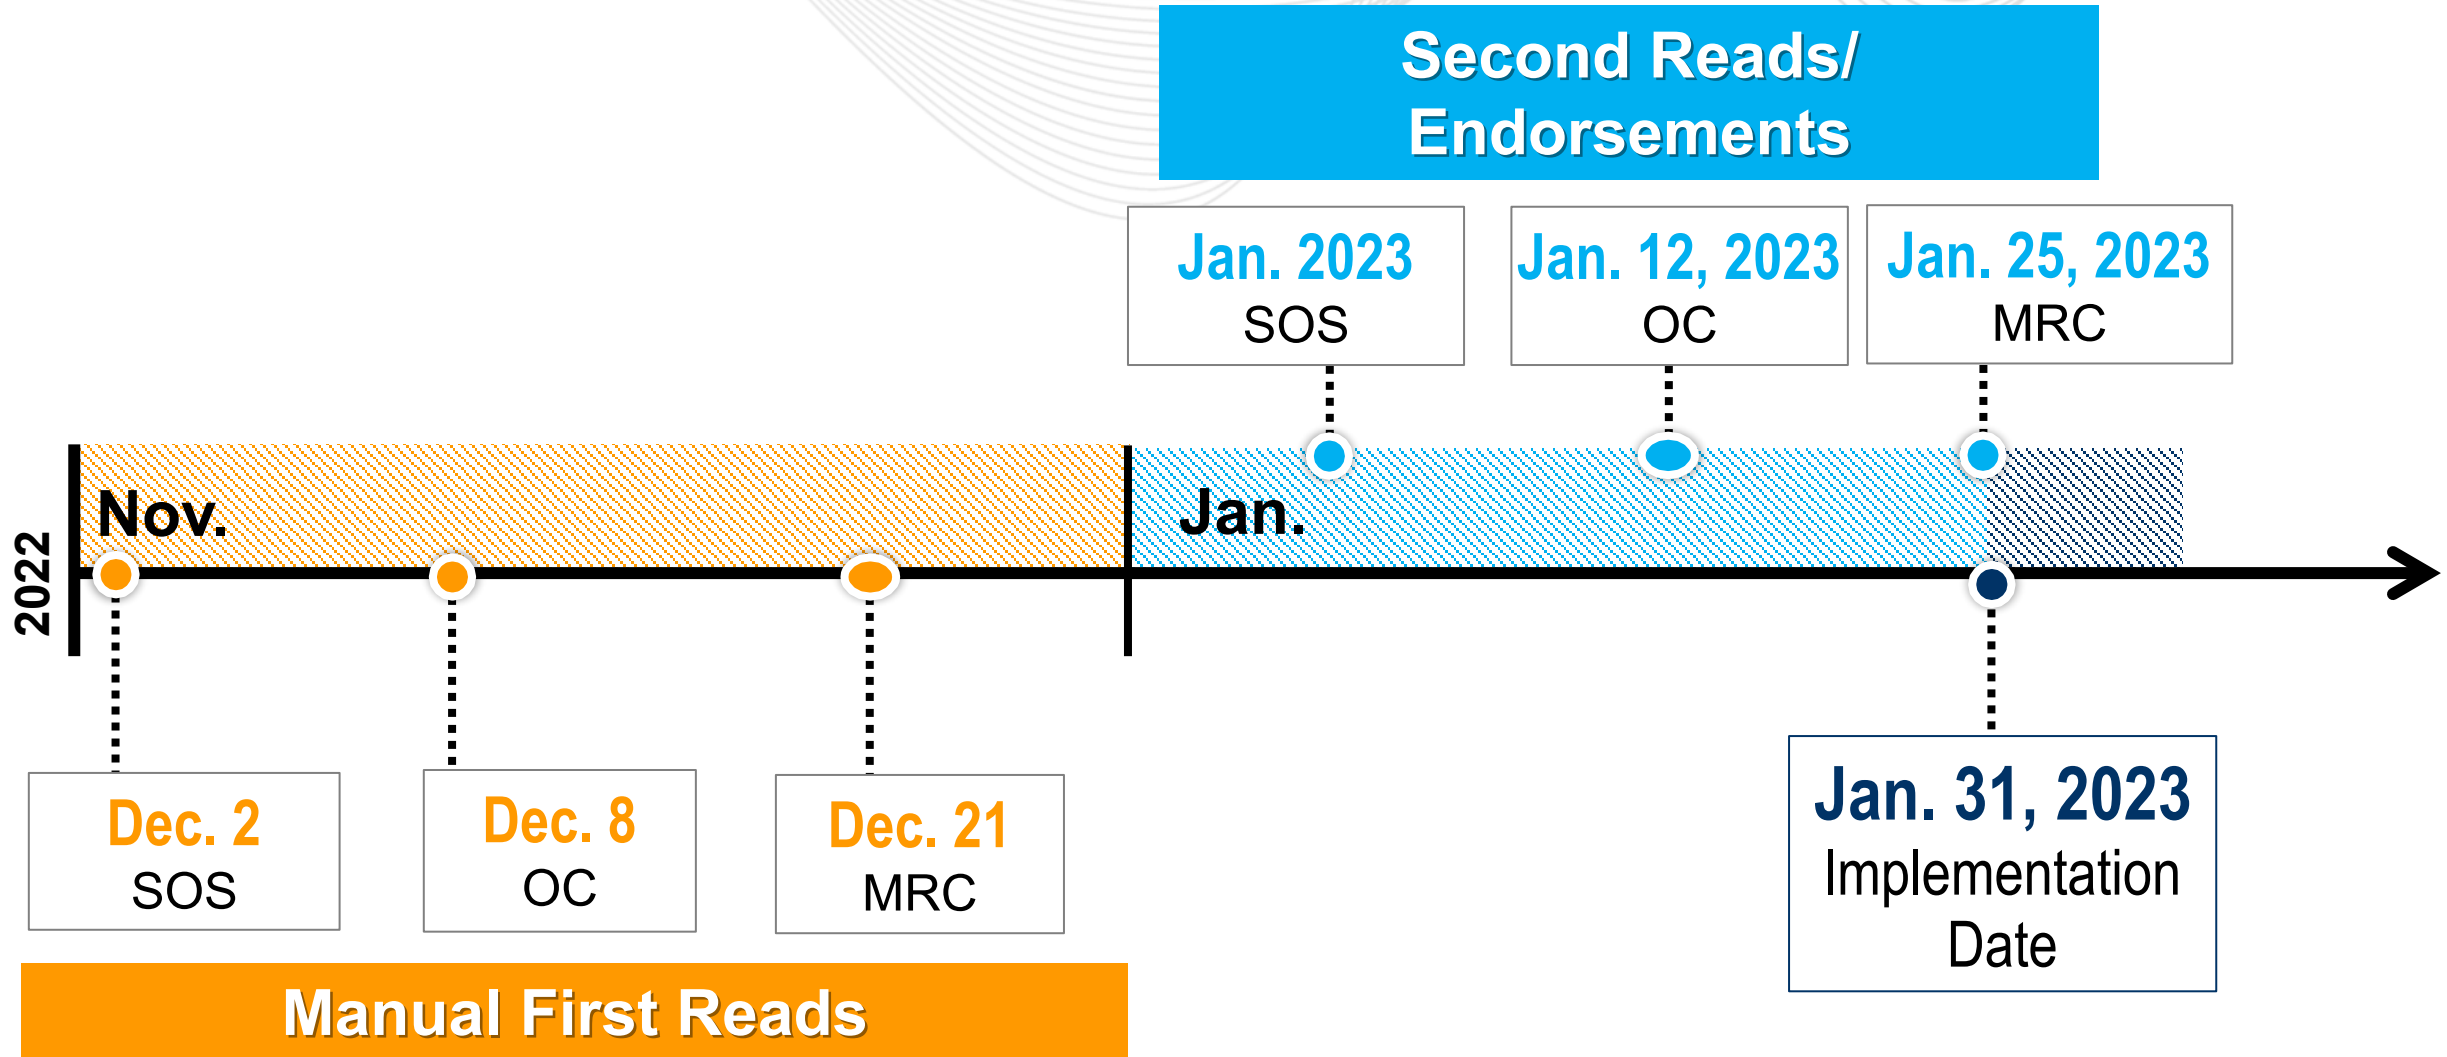 Second Reads/
Endorsements
Jan. 2023
SOS
Jan. 12, 2023
OC
Jan. 25, 2023
MRC
2022
Nov.
Jan.
Dec. 2
SOS
Dec. 8
OC
Dec. 21
MRC
Jan. 31, 2023
Implementation
Date
Manual First Reads